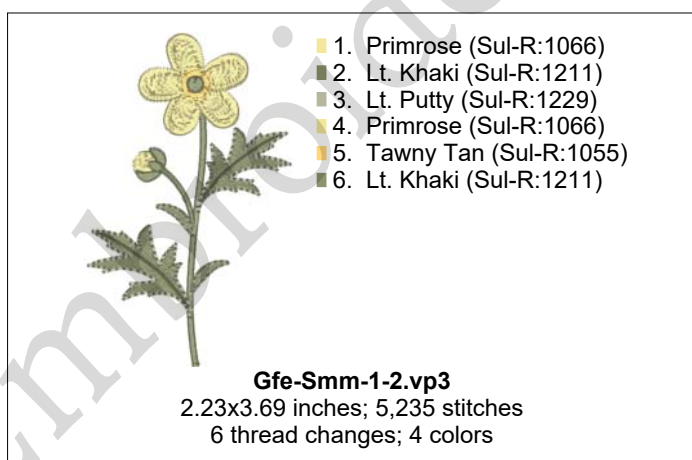 1. Primrose (Sul-R:1066)
2. Lt. Khaki (Sul-R:1211)
3. Lt. Putty (Sul-R:1229)
4. Primrose (Sul-R:1066)
5. Tawny Tan (Sul-R:1055)
6. Lt. Khaki (Sul-R:1211)
Gfe-Smm-1-2.vp3
2.23x3.69 inches; 5,235 stitches
6 thread changes; 4 colors